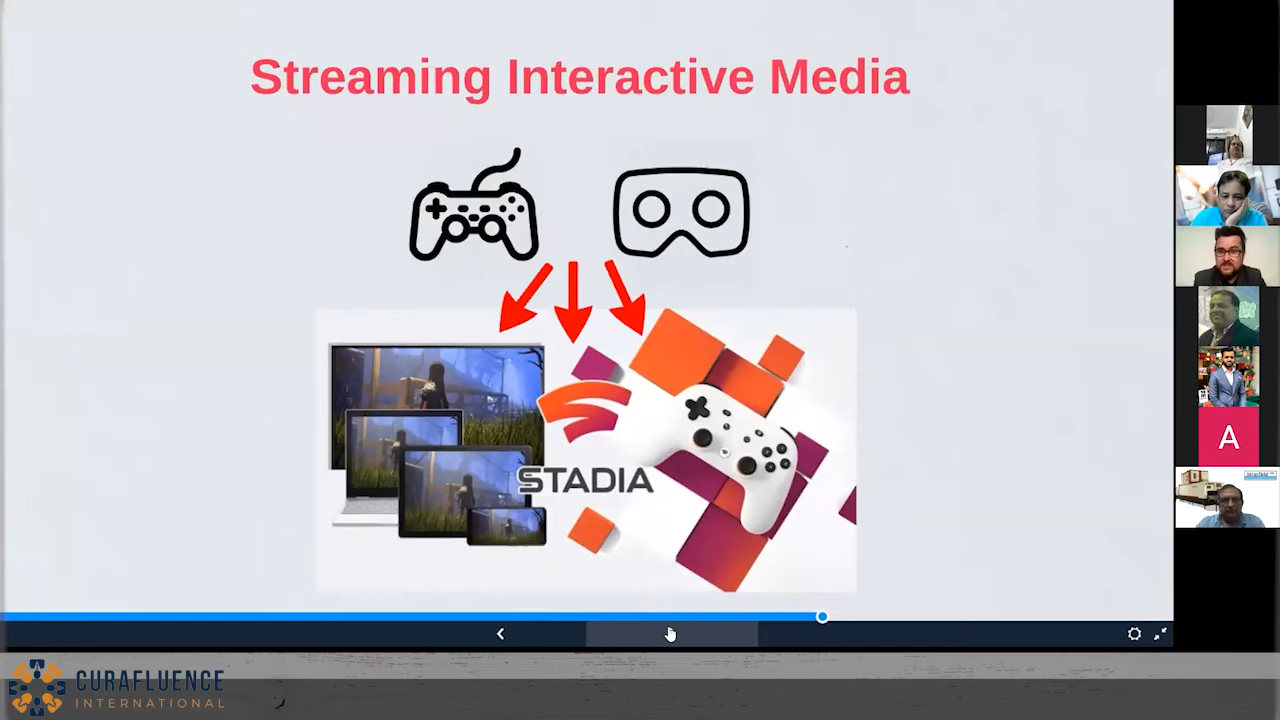 Streaming Interactive Media
STADIA
A
CURAFLUENCE
INTERNATIONAL